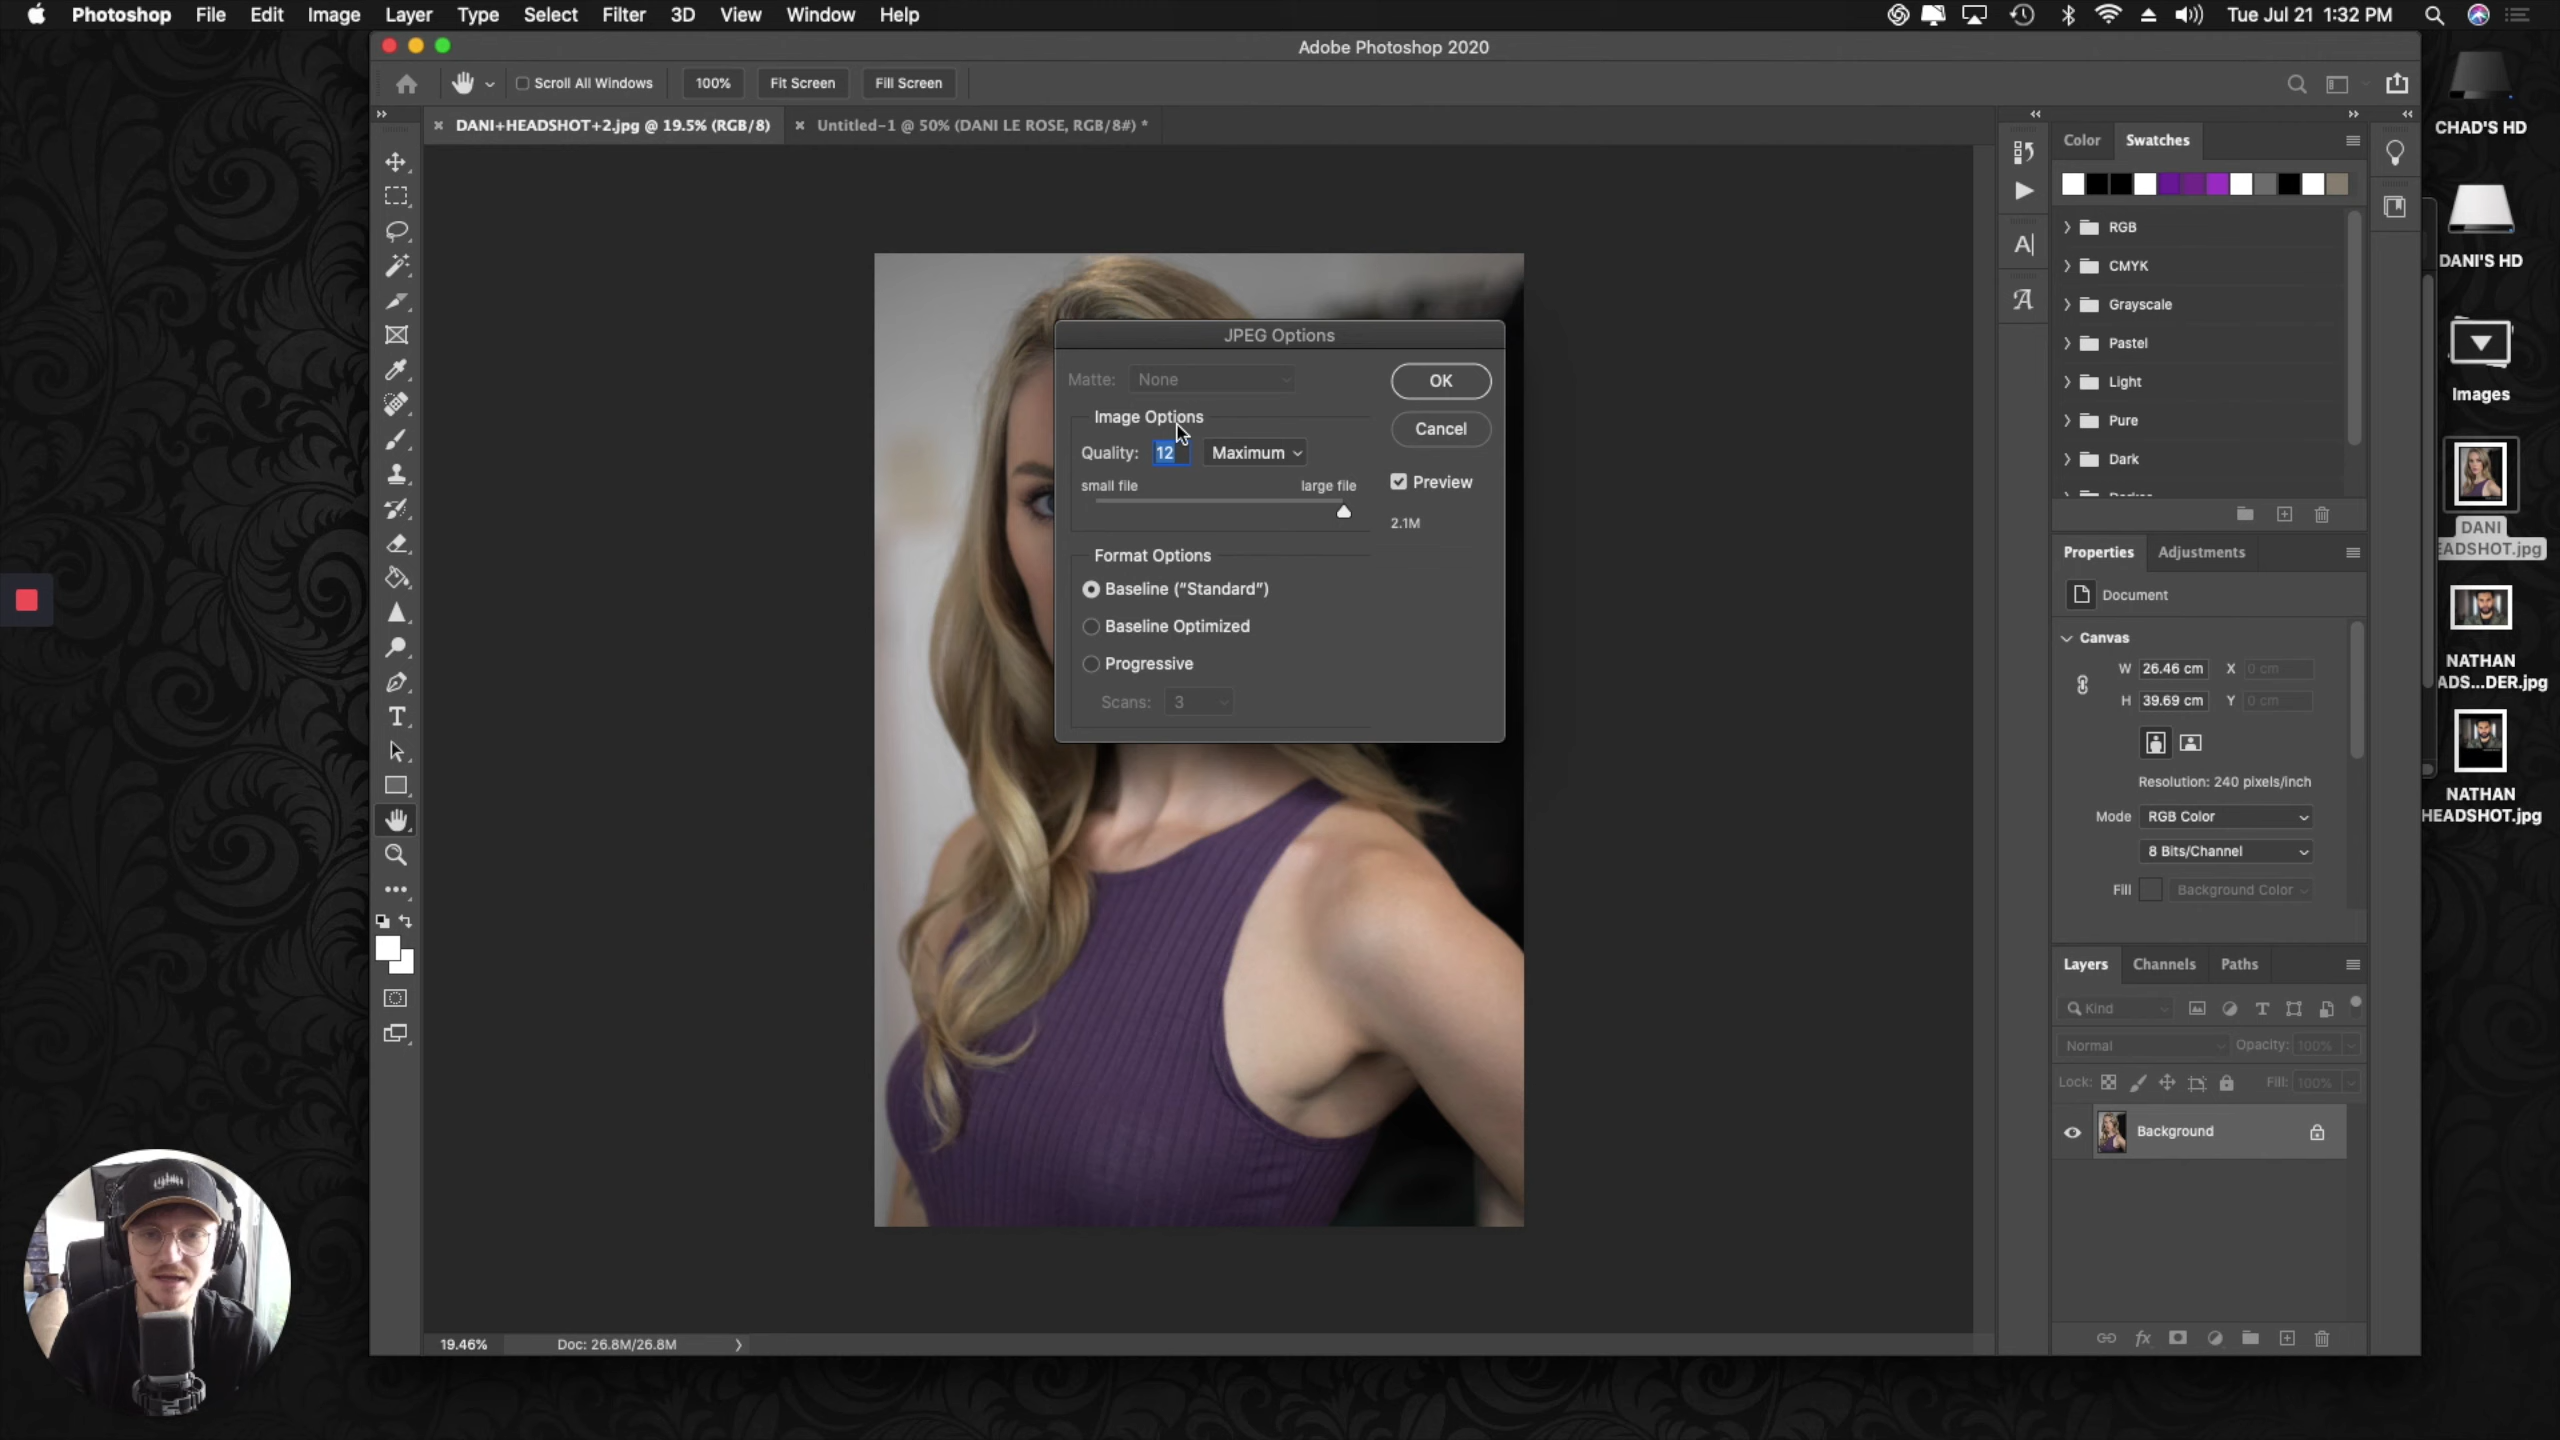 Photoshop File Edit Image Layer Type Select Filter 3D View Window Help
Tue Jul 21 1:32 PM
Adobe Photoshop 2020
Scroll All Windows 100% Fit Screen Fill Screen
DANI+HEADSHOT+2.jpg @ 19.5% (RGB/8)
Untitled-1 @ 50% (DANI LE ROSE, RGB/8#) *
JPEG Options
Matte: None
OK
Image Options
Cancel
Quality: 12 Maximum
Preview
small file large file
2.1M
Format Options
Baseline (“Standard”)
Baseline Optimized
Progressive
Scans: 3
19.46% Doc: 26.8M/26.8M
Color Swatches
RGB
CMYK
Grayscale
Pastel
Light
Pure
Dark
Properties Adjustments
Document
Canvas
W 26.46 cm X 0 cm
H 39.69 cm Y 0 cm
Resolution: 240 pixels/inch
Mode RGB Color
8 Bits/Channel
Fill Background Color
Layers Channels Paths
Kind
Normal Opacity: 100%
Lock: Fill: 100%
Background
CHAD'S HD
DANI'S HD
Images
DANI
EADSHOT.jpg
NATHAN
ADS...DER.jpg
NATHAN
HEADSHOT.jpg